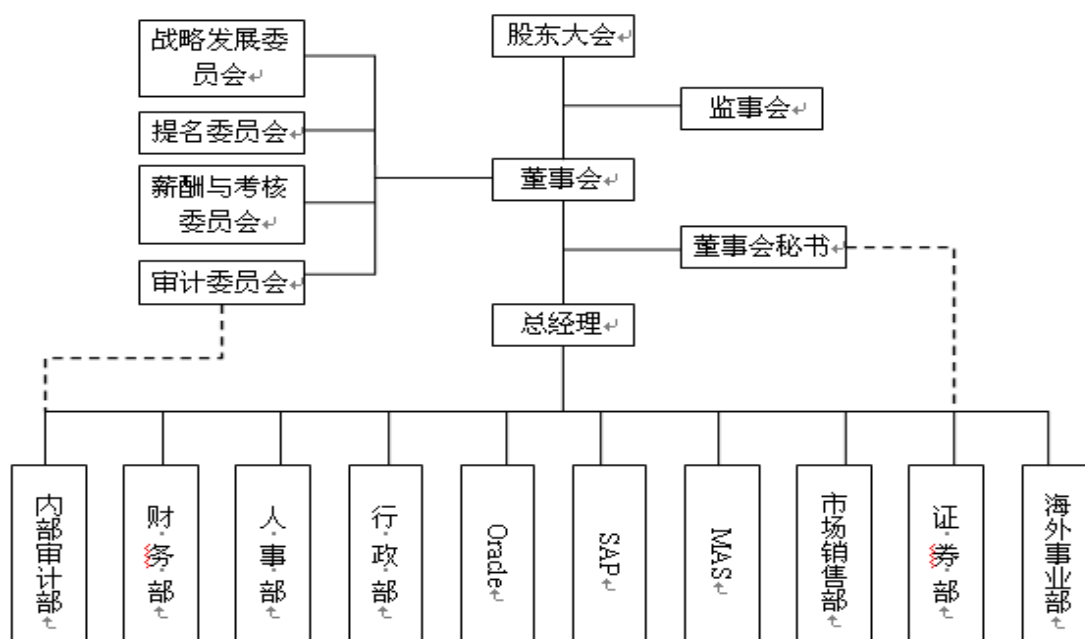 战略发展委
员会
股东大会
监事会
提名委员会
薪酬与考核
委员会
董事会
董事会秘书
审计委员会
总经理
内部审计部
财务部
人事部
行政部
Oracle
SAP
MAS
市场销售部
证券部
海外事业部